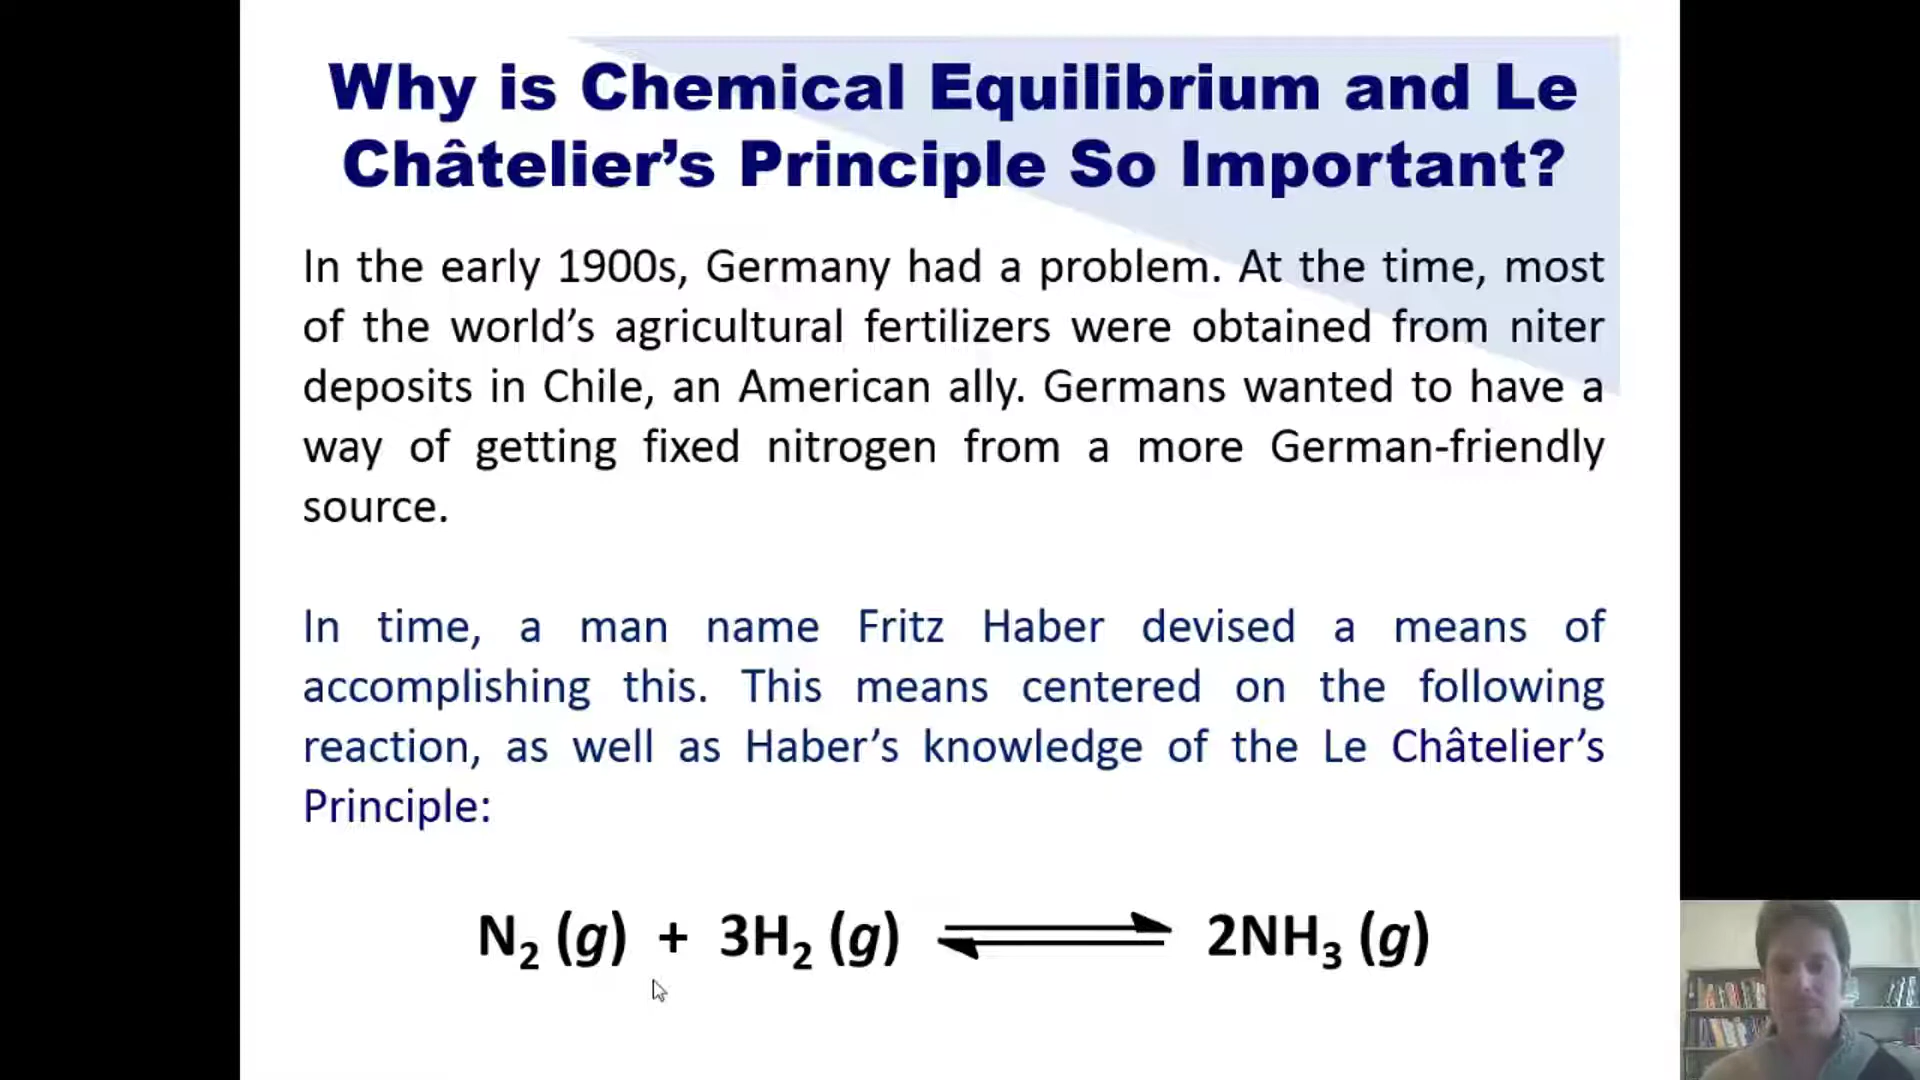 Why is Chemical Equilibrium and Le
Châtelier’s Principle So Important?
In the early 1900s, Germany had a problem. At the time, most
of the world’s agricultural fertilizers were obtained from niter
deposits in Chile, an American ally. Germans wanted to have a
way of getting fixed nitrogen from a more German-friendly
source.
In time, a man name Fritz Haber devised a means of
accomplishing this. This means centered on the following
reaction, as well as Haber’s knowledge of the Le Châtelier’s
Principle:
N₂ (g) + 3H₂ (g) ⇌ 2NH₃ (g)